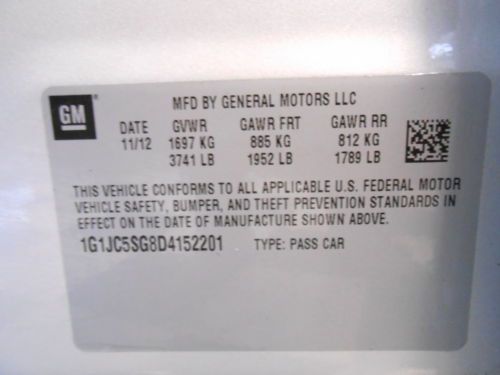 GM
MFD BY GENERAL MOTORS LLC
DATE GVWR GAWR FRT GAWR RR
11/12 1697 KG 885 KG 812 KG
3741 LB 1952 LB 1789 LB
THIS VEHICLE CONFORMS TO ALL APPLICABLE U.S. FEDERAL MOTOR
VEHICLE SAFETY, BUMPER, AND THEFT PREVENTION STANDARDS IN
EFFECT ON THE DATE OF MANUFACTURE SHOWN ABOVE.
1G1JC5SG8D4152201 TYPE: PASS CAR